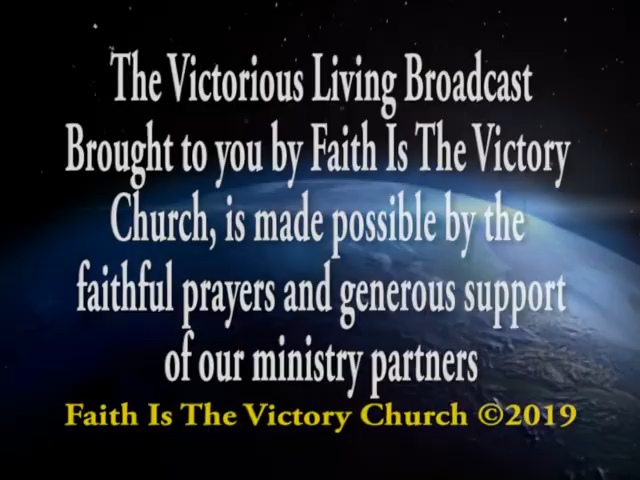 The Victorious Living Broadcast
Brought to you by Faith Is The Victory
Church, is made possible by the
faithful prayers and generous support
of our ministry partners
Faith Is The Victory Church ©2019